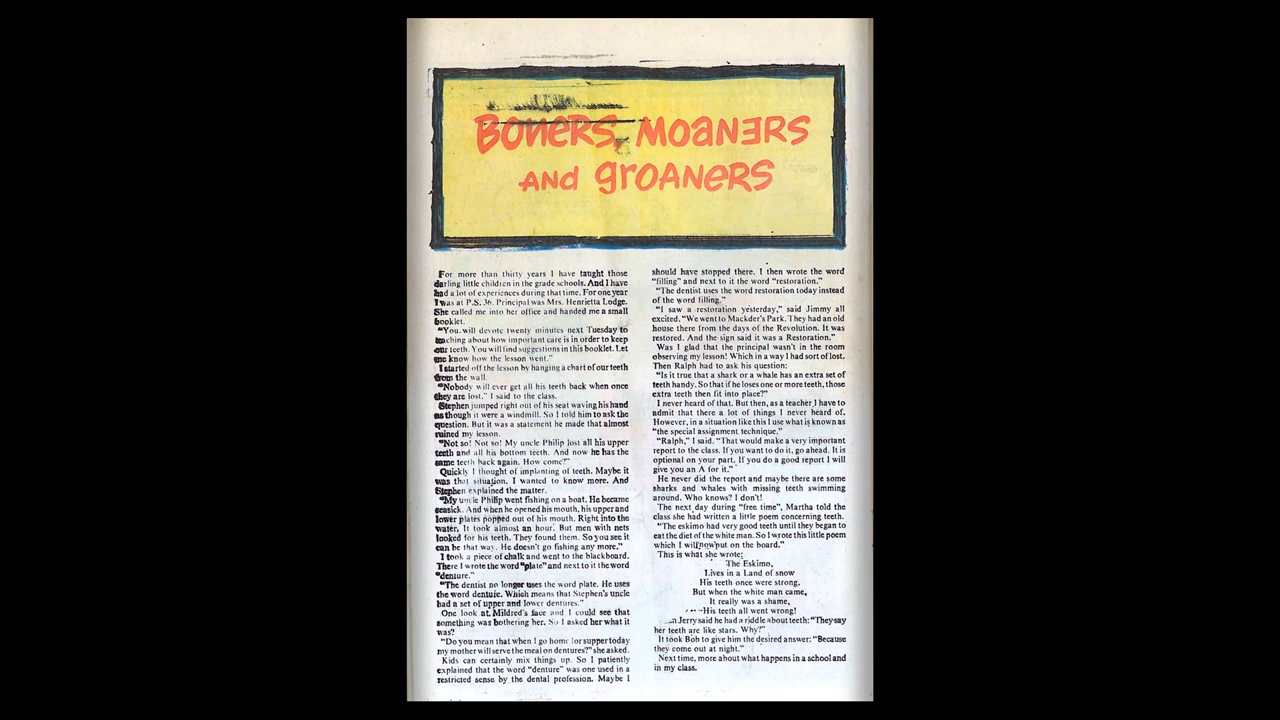 Boners, Moaners
and Groaners
For more than thirty years I have taught those
darling little children in the grade schools. And I have
had a lot of experiences during that time. For one year
I was at P.S. 36. Principal was Mrs. Henrietta Lodge.
She called me into her office and handed me a small
booklet.
"You will devote twenty minutes next Tuesday to
teaching about how important care is in order to keep
our teeth. You will find suggestions in this booklet. Let
me know how the lesson went."
I started off the lesson by hanging a chart of our teeth
from the wall.
"Nobody will ever get all his teeth back when once
they are lost." I said to the class.
Stephen jumped right out of his seat waving his hand
as though it were a windmill. So I told him to ask the
question. But it was a statement he made that almost
ruined my lesson.
"Not so! Not so! My uncle Philip lost all his upper
teeth and all his bottom teeth. And now he has the
same teeth back again. How come?"
Quickly I thought of implanting of teeth. Maybe it
was that situation. I wanted to know more. And
Stephen explained the matter.
"My uncle Philip went fishing on a boat. He became
seasick. And when he opened his mouth, his upper and
lower plates popped out of his mouth. Right into the
water. It took almost an hour. But men with nets
looked for his teeth. They found them. So you see it
can be that way. He doesn't go fishing any more."
I took a piece of chalk and went to the blackboard.
There I wrote the word "plate" and next to it the word
"denture."
"The dentist no longer uses the word plate. He uses
the word denture. Which means that Stephen's uncle
had a set of upper and lower dentures."
One look at Mildred's face and I could see that
something was bothering her. So I asked her what it
was?
"Do you mean that when I go home for supper today
my mother will serve the meal on dentures?" she asked.
Kids can certainly mix things up. So I patiently
explained that the word "denture" was one used in a
restricted sense by the dental profession. Maybe I
should have stopped there. I then wrote the word
"filling" and next to it the word "restoration."
"The dentist uses the word restoration today instead
of the word filling."
"I saw a restoration yesterday," said Jimmy all
excited. "We went to Mackder's Park. They had an old
house there from the days of the Revolution. It was
restored. And the sign said it was a Restoration."
Was I glad that the principal wasn't in the room
observing my lesson! Which in a way I had sort of lost.
Then Ralph had to ask his question:
"Is it true that a shark or a whale has an extra set of
teeth handy. So that if he loses one or more teeth, those
extra teeth then fit into place?"
I never heard of that. But then, as a teacher I have to
admit that there a lot of things I never heard of.
However, in a situation like this I use what is known as
"the special assignment technique."
"Ralph," I said. "That would make a very important
report to the class. If you want to do it, go ahead. It is
optional on your part. If you do a good report I will
give you an A for it."
He never did the report and maybe there are some
sharks and whales with missing teeth swimming
around. Who knows? I don't!
The next day during "free time", Martha told the
class she had written a little poem concerning teeth.
"The eskimo had very good teeth until they began to
eat the diet of the white man. So I wrote this little poem
which I will now put on the board."
This is what she wrote:
The Eskimo,
Lives in a Land of snow
His teeth once were strong.
But when the white man came,
It really was a shame,
His teeth all went wrong!
Jerry said he had a riddle about teeth: "They say
her teeth are like stars. Why?"
It took Bob to give him the desired answer: "Because
they come out at night."
Next time, more about what happens in a school and
in my class.